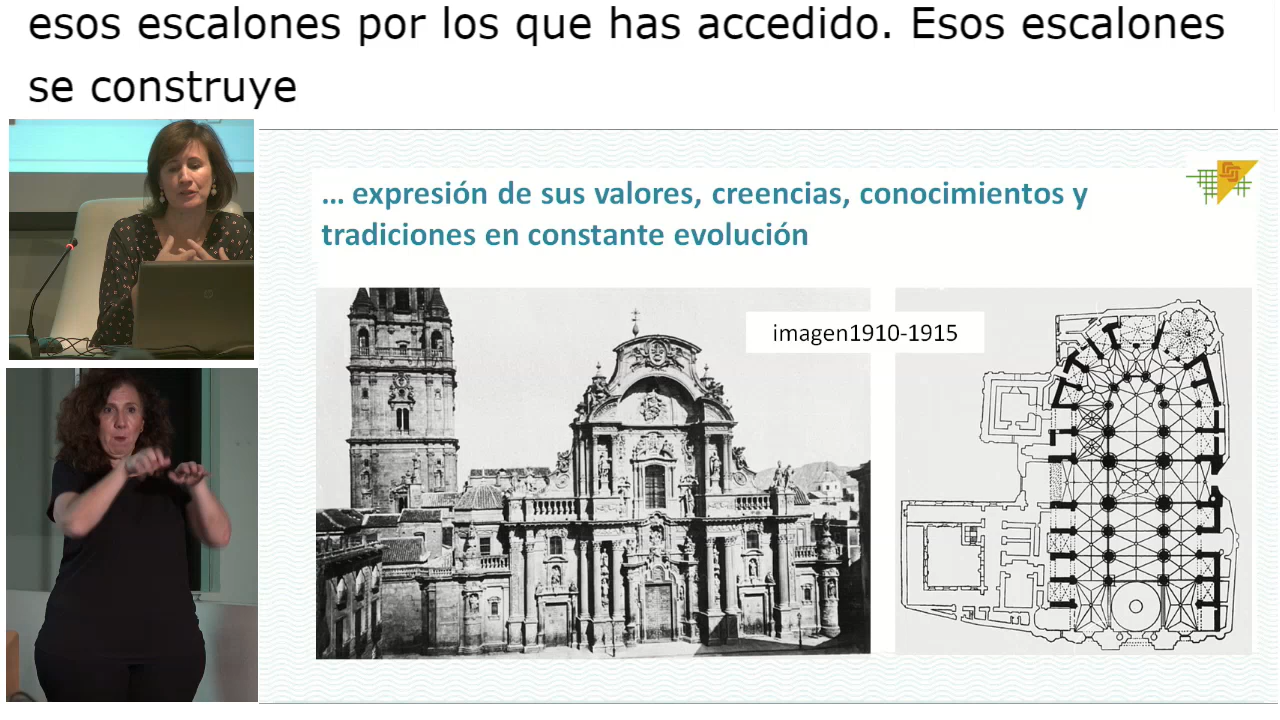 esos escalones por los que has accedido. Esos escalones
se construye
... expresión de sus valores, creencias, conocimientos y
tradiciones en constante evolución
imagen1910-1915